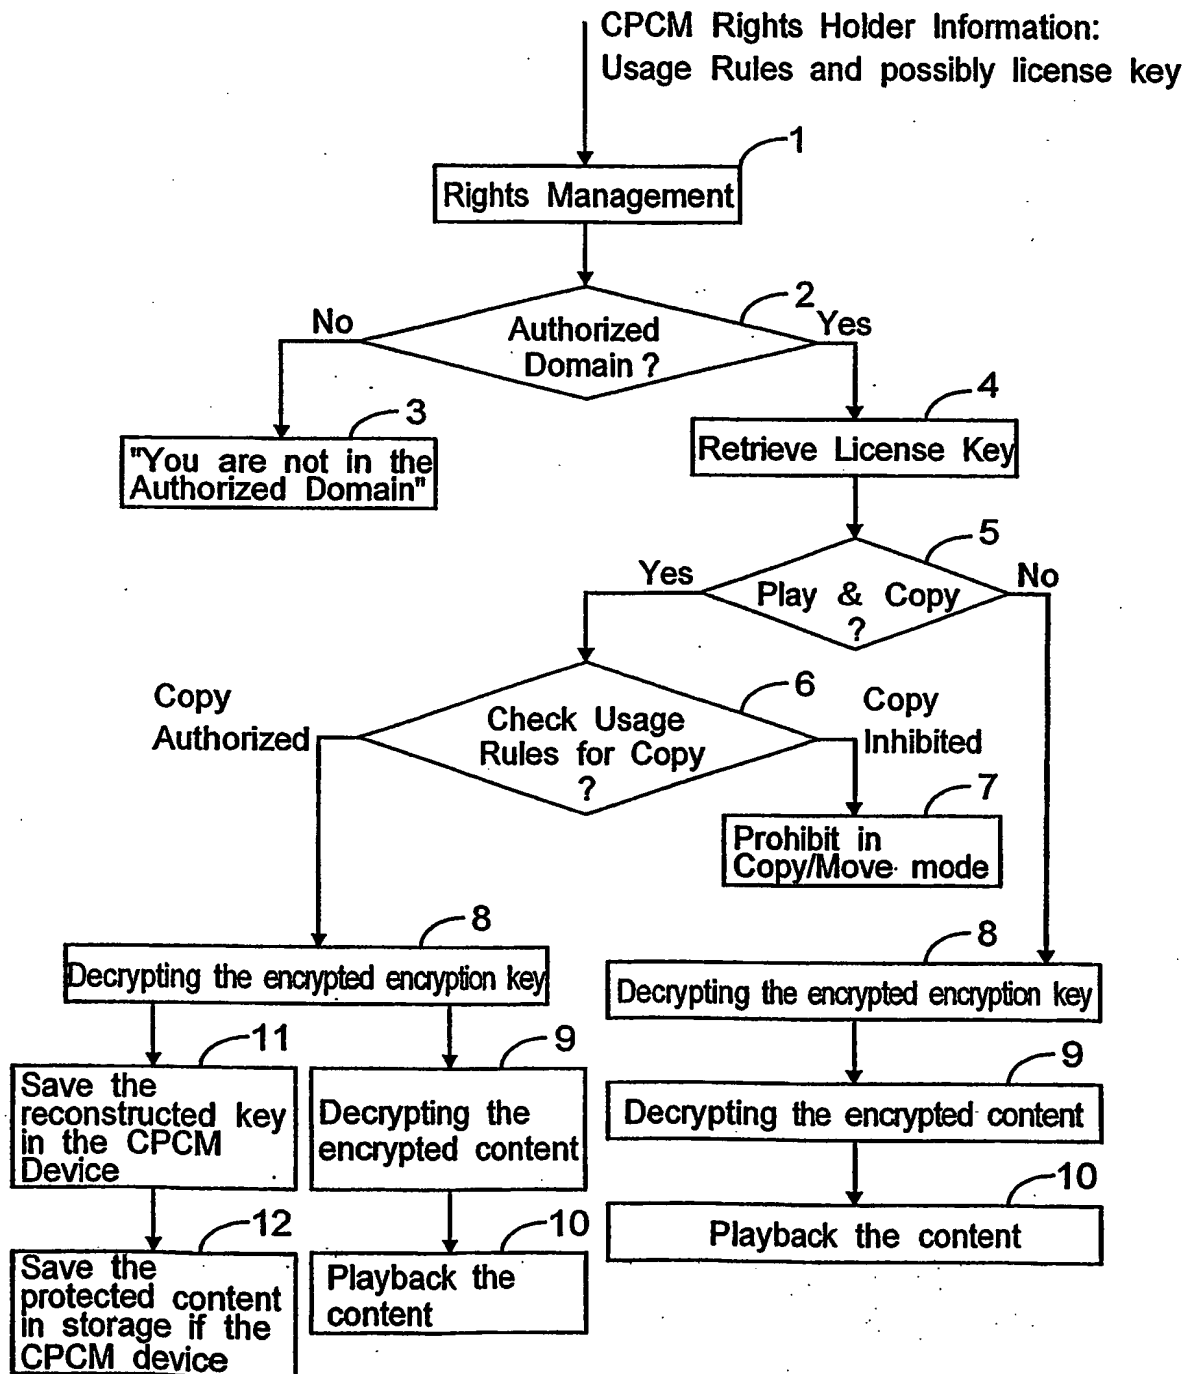 CPCM Rights Holder Information:
Usage Rules and possibly license key
1
Rights Management
2
No
Yes
Authorized
Domain ?
3
"You are not in the
Authorized Domain"
4
Retrieve License Key
5
Yes
No
Play & Copy
?
6
Copy
Authorized
Check Usage
Rules for Copy
?
Copy
Inhibited
7
Prohibit in
Copy/Move mode
8
Decrypting the encrypted encryption key
8
Decrypting the encrypted encryption key
11
Save the
reconstructed key
in the CPCM
Device
9
Decrypting the
encrypted content
9
Decrypting the encrypted content
12
Save the
protected content
in storage if the
CPCM device
10
Playback the
content
10
Playback the content